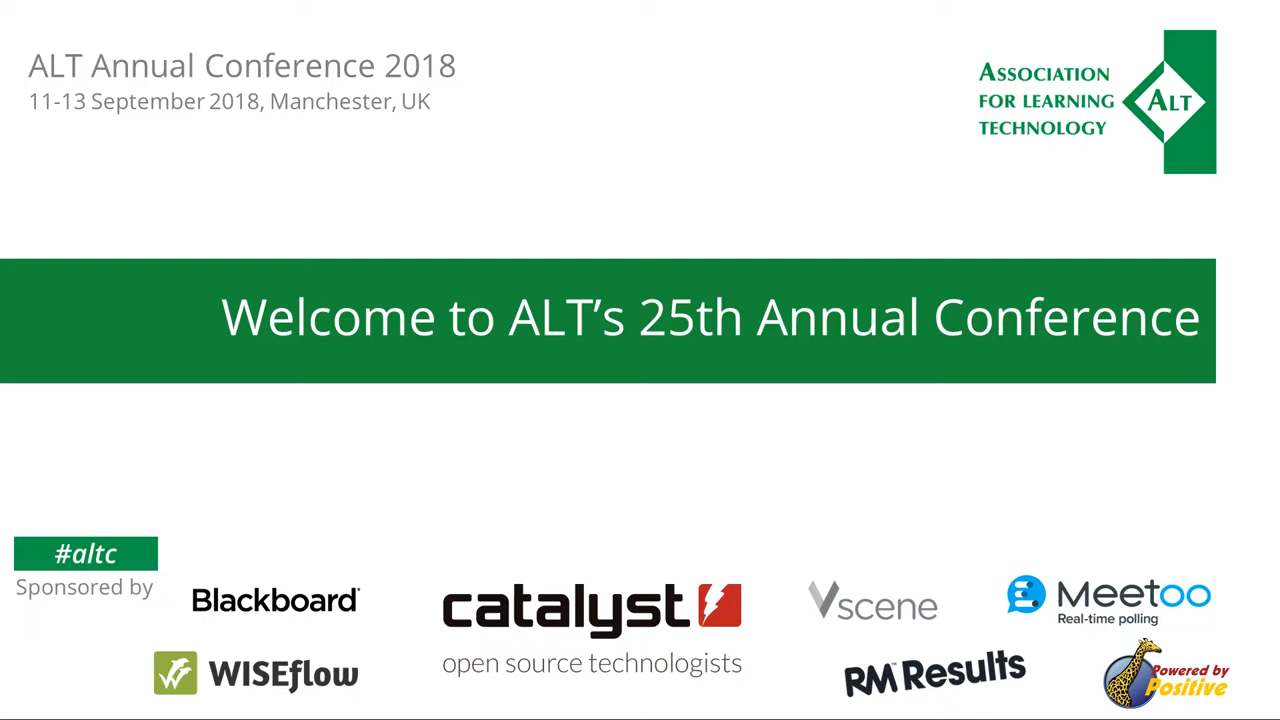 ALT Annual Conference 2018
11-13 September 2018, Manchester, UK
ASSOCIATION
FOR LEARNING
TECHNOLOGY
ALT
Welcome to ALT’s 25th Annual Conference
#altc
Sponsored by
Blackboard
catalyst
open source technologists
Vscene
Meetoo
Real-time polling
WISEflow
RM Results
Powered by
Positive